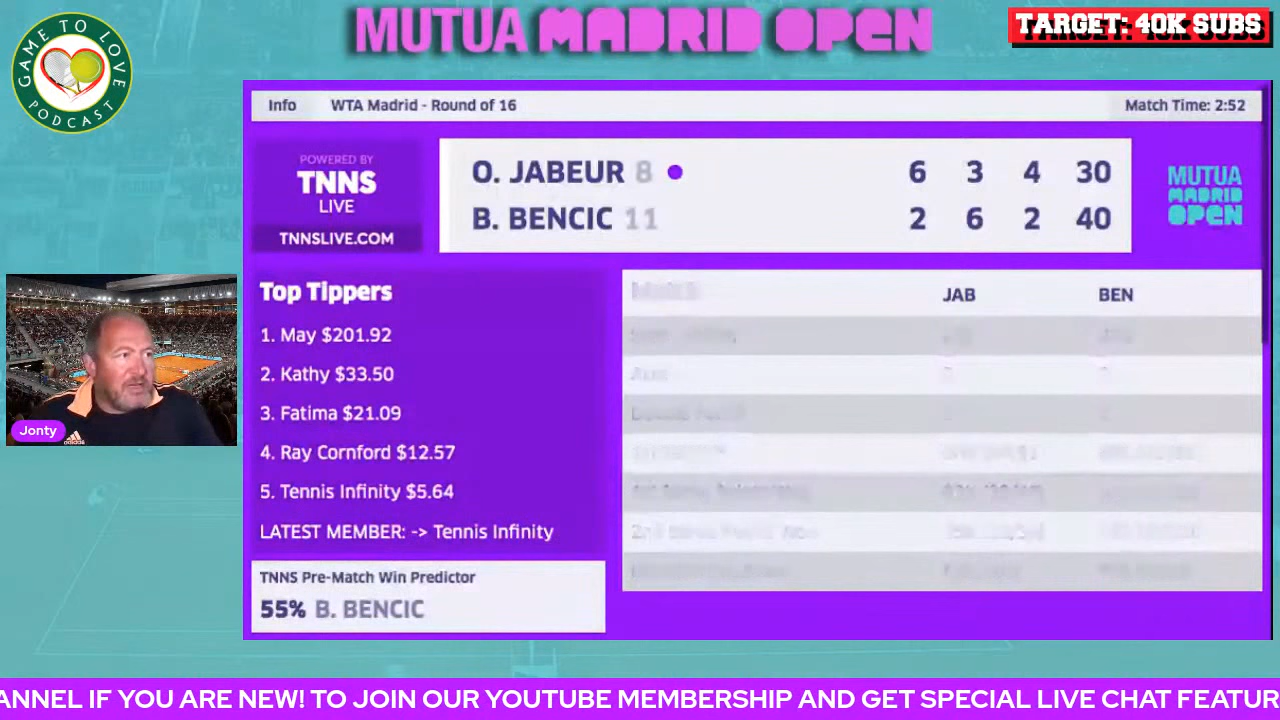 GAME TO LOVE PODCAST
MUTUA MADRID OPEN
TARGET: 40K SUBS
Info WTA Madrid - Round of 16 Match Time: 2:52
POWERED BY
TNNS
LIVE
TNNSLIVE.COM
O. JABEUR 8 6 3 4 30
B. BENCIC 11 2 6 2 40
MUTUA
MADRID
OPEN
Top Tippers
1. May $201.92
2. Kathy $33.50
3. Fatima $21.09
4. Ray Cornford $12.57
5. Tennis Infinity $5.64
LATEST MEMBER: -> Tennis Infinity
JAB BEN
TNNS Pre-Match Win Predictor
55% B. BENCIC
Jonty
adidas
ANNEL IF YOU ARE NEW! TO JOIN OUR YOUTUBE MEMBERSHIP AND GET SPECIAL LIVE CHAT FEATUR